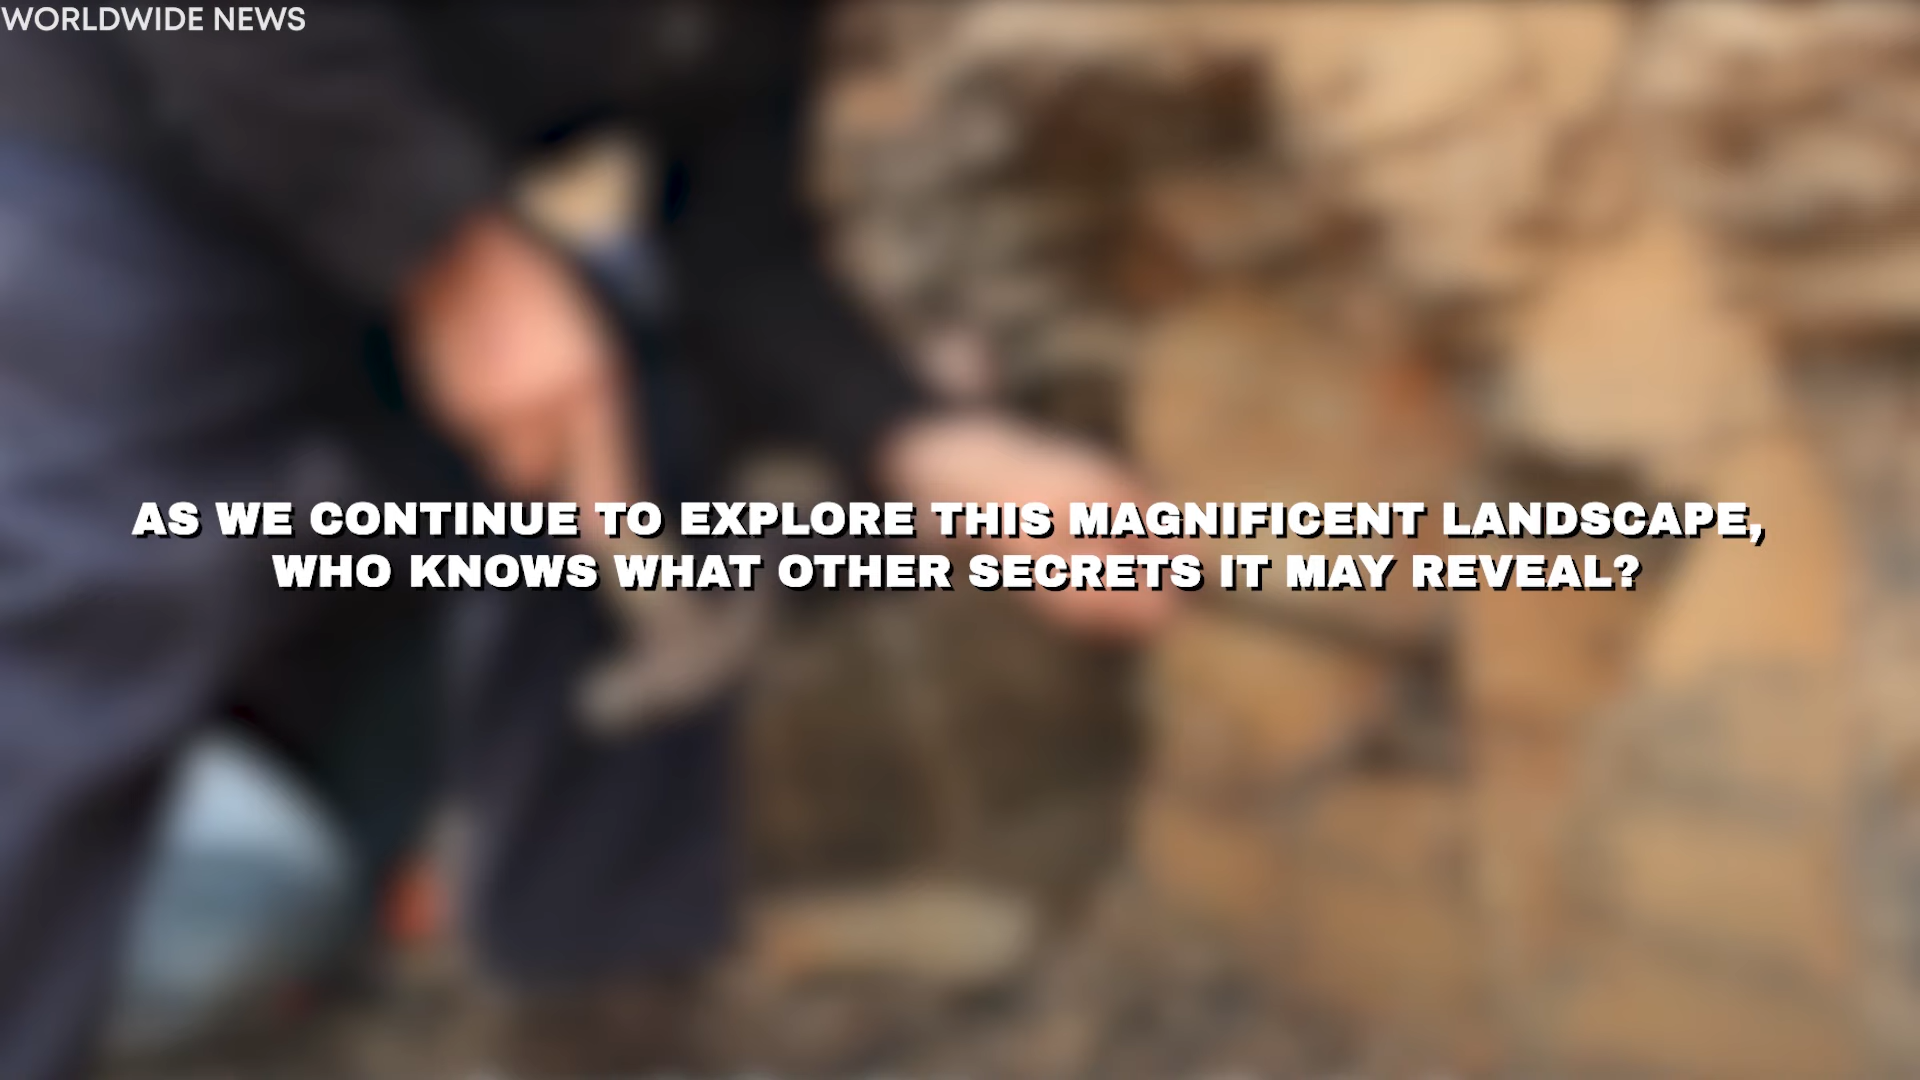 WORLDWIDE NEWS
AS WE CONTINUE TO EXPLORE THIS MAGNIFICENT LANDSCAPE,
WHO KNOWS WHAT OTHER SECRETS IT MAY REVEAL?